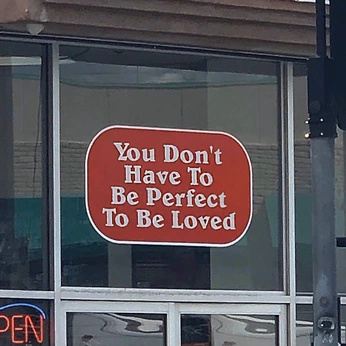 You Don't
Have To
Be Perfect
To Be Loved
PEN